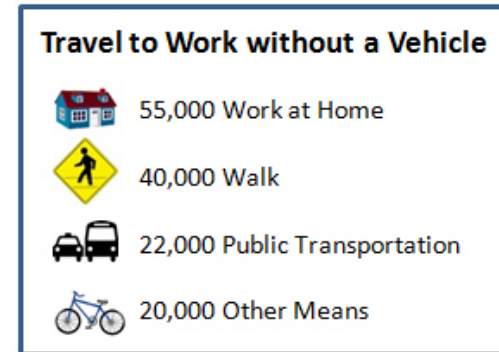 Travel to Work without a Vehicle
55,000 Work at Home
40,000 Walk
22,000 Public Transportation
20,000 Other Means